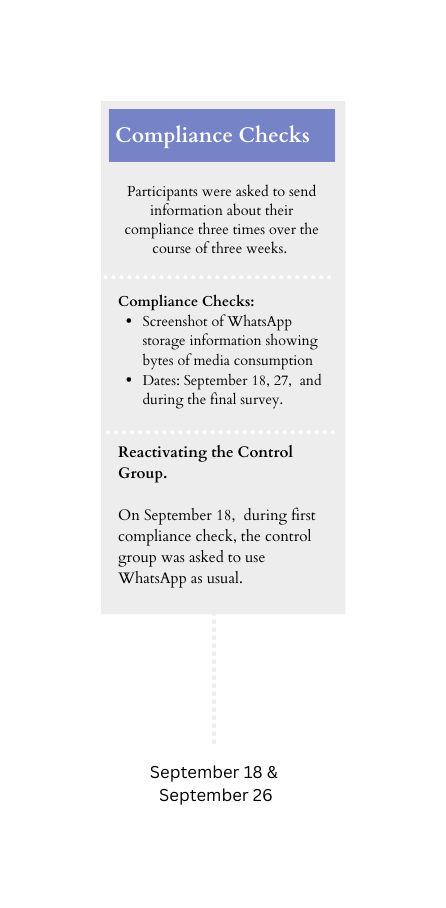 Compliance Checks
Participants were asked to send
information about their
compliance three times over the
course of three weeks.
Compliance Checks:
• Screenshot of WhatsApp
storage information showing
bytes of media consumption
• Dates: September 18, 27, and
during the final survey.
Reactivating the Control
Group.
On September 18, during first
compliance check, the control
group was asked to use
WhatsApp as usual.
September 18 &
September 26